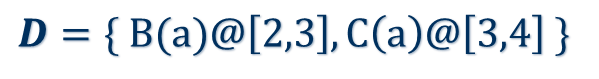 D = { B(a)@[2,3], C(a)@[3,4] }